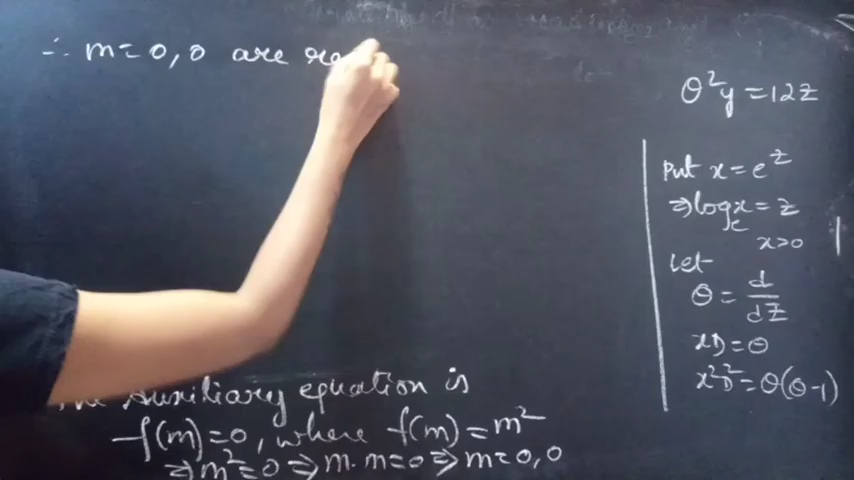 ∴ m = 0, 0 are re
θ²y = 12z
Put x = e^z
⇒ log_e x = z
x>0
Let
θ = d/dz
xD = θ
x²D² = θ(θ-1)
The Auxiliary equation is
f(m) = 0, where f(m) = m²
⇒ m² = 0 ⇒ m. m = 0 ⇒ m = 0, 0